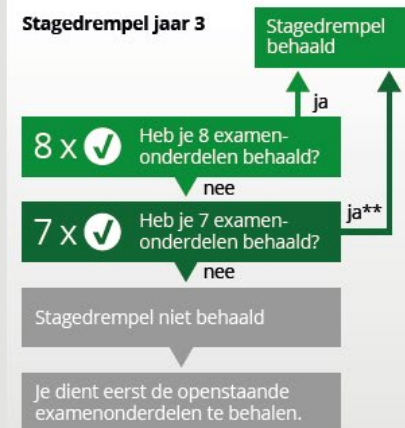 Stagedrempel jaar 3
Stagedrempel
behaald
ja
8 x
Heb je 8 examen-
onderdelen behaald?
nee
7 x
Heb je 7 examen-
onderdelen behaald?
ja**
nee
Stagedrempel niet behaald
Je dient eerst de openstaande
examenonderdelen te behalen.